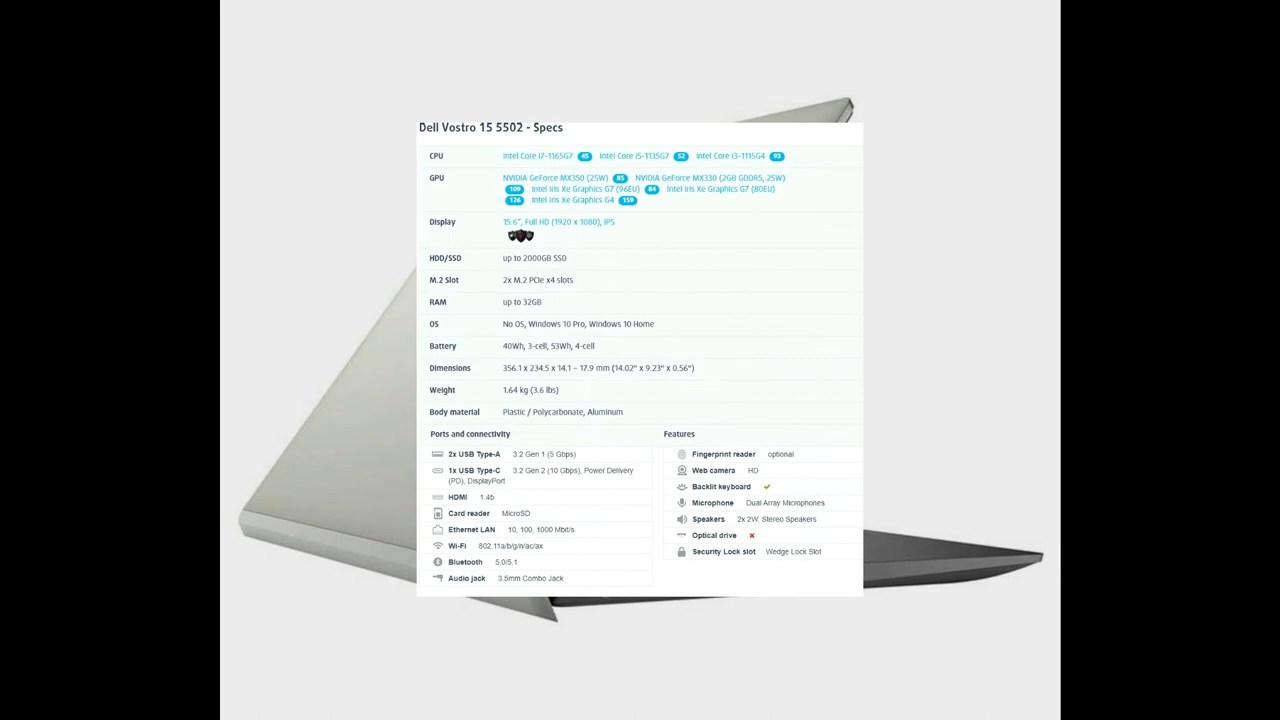 Dell Vostro 15 5502 - Specs
CPU Intel Core i7-1165G7 45 Intel Core i5-1135G7 52 Intel Core i3-1115G4 93
GPU NVIDIA GeForce MX350 (25W) 85 NVIDIA GeForce MX330 (2GB GDDR5, 25W)
109 Intel Iris Xe Graphics G7 (96EU) 84 Intel Iris Xe Graphics G7 (80EU)
126 Intel Iris Xe Graphics G4 159
Display 15.6", Full HD (1920 x 1080), IPS
HDD/SSD up to 2000GB SSD
M.2 Slot 2x M.2 PCIe x4 slots
RAM up to 32GB
OS No OS, Windows 10 Pro, Windows 10 Home
Battery 40Wh, 3-cell, 53Wh, 4-cell
Dimensions 356.1 x 234.5 x 14.1 – 17.9 mm (14.02" x 9.23" x 0.56")
Weight 1.64 kg (3.6 lbs)
Body material Plastic / Polycarbonate, Aluminum
Ports and connectivity
2x USB Type-A 3.2 Gen 1 (5 Gbps)
1x USB Type-C 3.2 Gen 2 (10 Gbps), Power Delivery
(PD), DisplayPort
HDMI 1.4b
Card reader MicroSD
Ethernet LAN 10, 100, 1000 Mbit/s
Wi-Fi 802.11a/b/g/n/ac/ax
Bluetooth 5.0/5.1
Audio jack 3.5mm Combo Jack
Features
Fingerprint reader optional
Web camera HD
Backlit keyboard ✔
Microphone Dual Array Microphones
Speakers 2x 2W, Stereo Speakers
Optical drive ✖
Security Lock slot Wedge Lock Slot